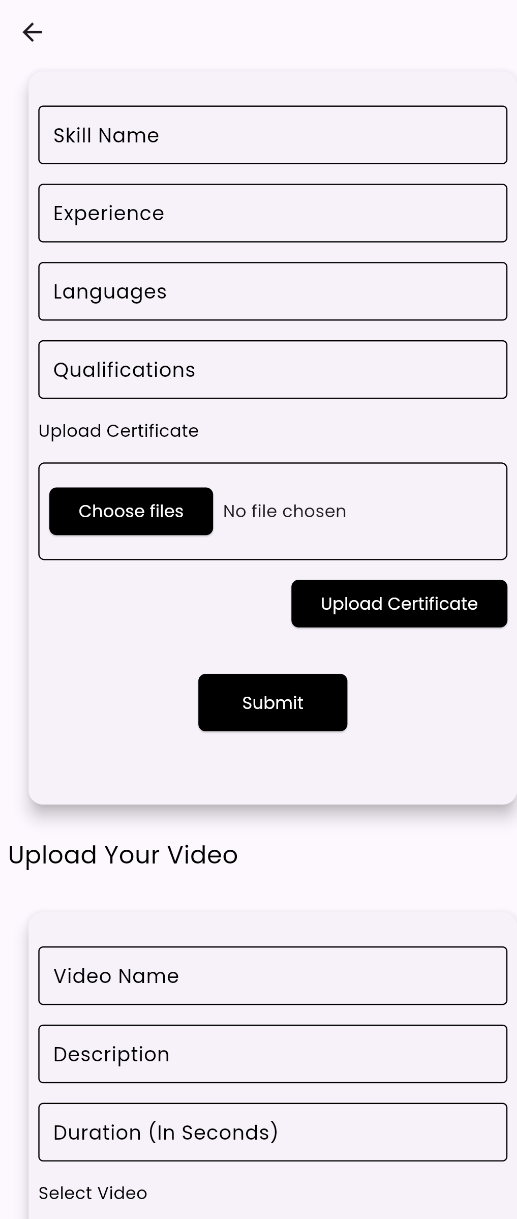 Skill Name
Experience
Languages
Qualifications
Upload Certificate
Choose files No file chosen
Upload Certificate
Submit
Upload Your Video
Video Name
Description
Duration (In Seconds)
Select Video